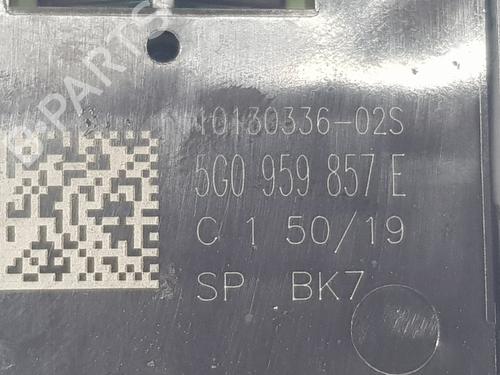 B-PARTS
10130336-02S
5G0 959 857 E
C 1 50/19
SP BK7